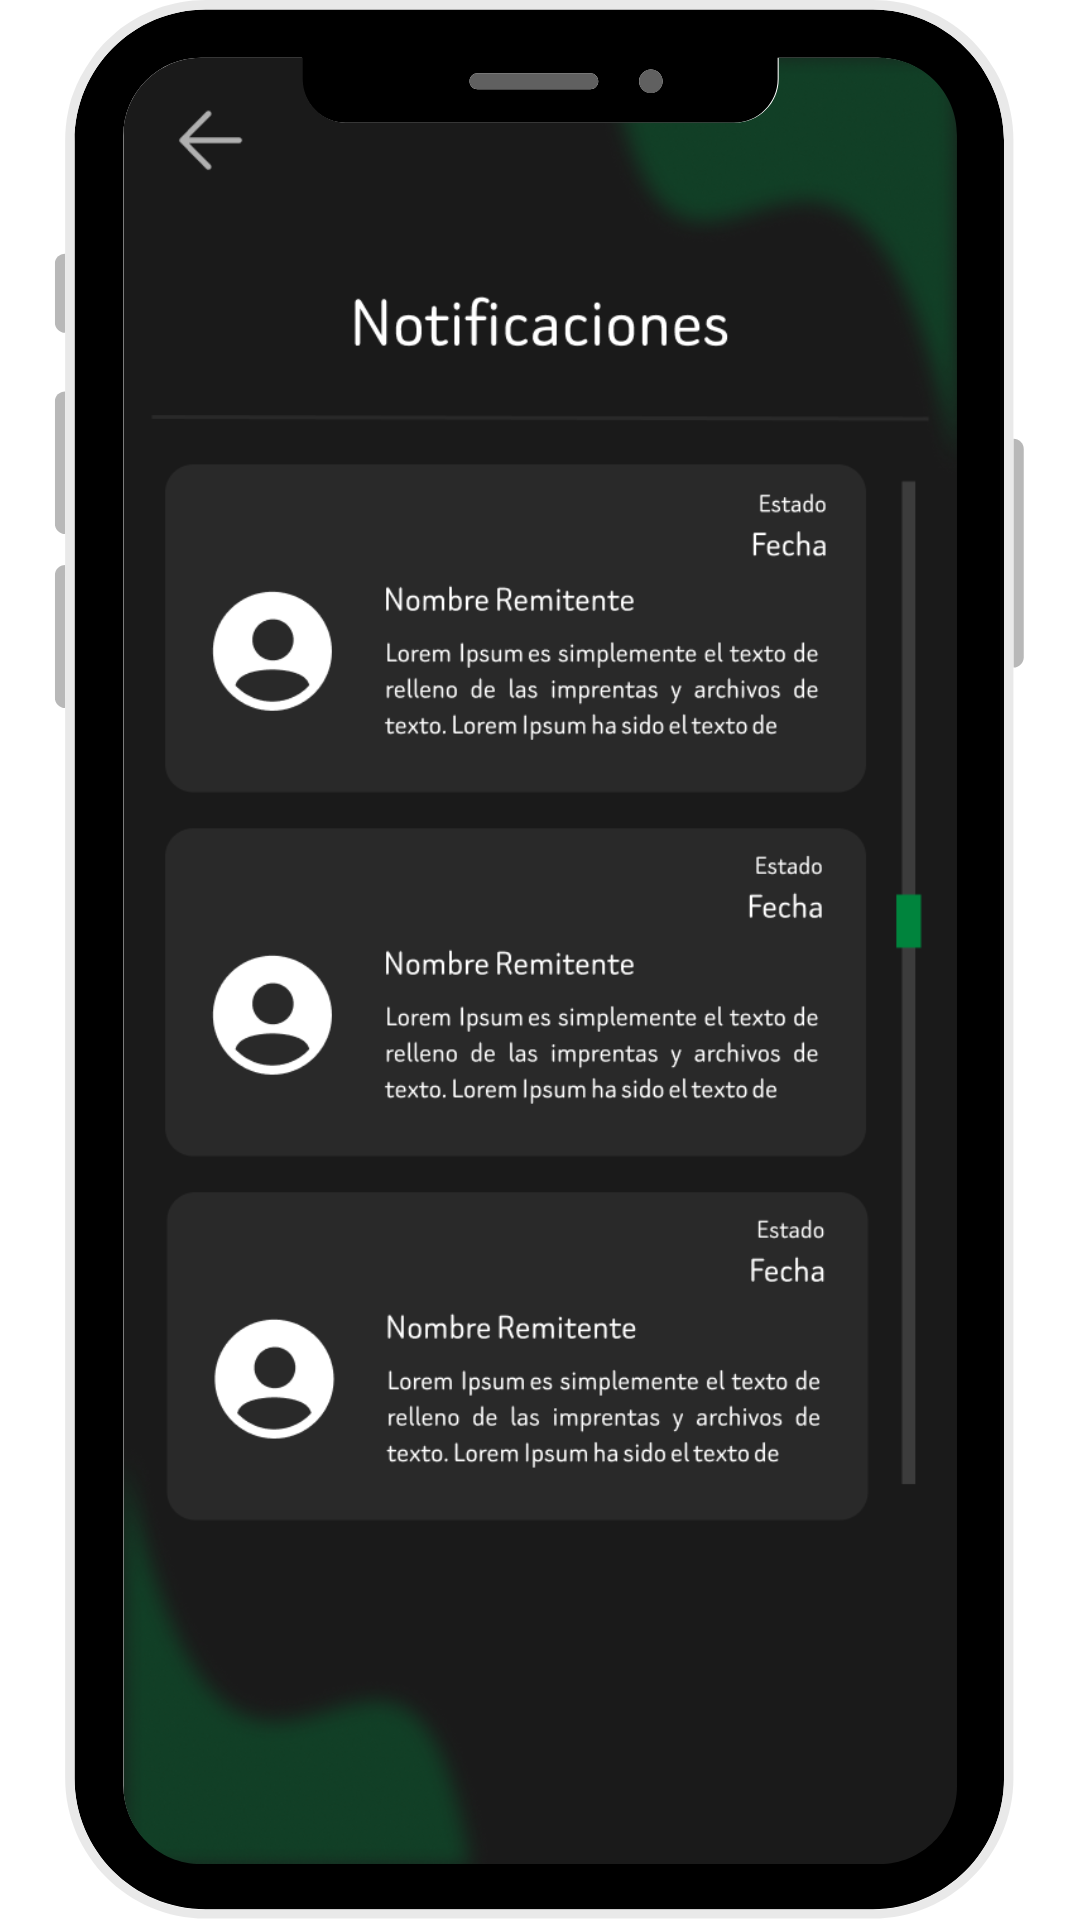 Notificaciones
Estado
Fecha
Nombre Remitente
Lorem Ipsum es simplemente el texto de
relleno de las imprentas y archivos de
texto. Lorem Ipsum ha sido el texto de
Estado
Fecha
Nombre Remitente
Lorem Ipsum es simplemente el texto de
relleno de las imprentas y archivos de
texto. Lorem Ipsum ha sido el texto de
Estado
Fecha
Nombre Remitente
Lorem Ipsum es simplemente el texto de
relleno de las imprentas y archivos de
texto. Lorem Ipsum ha sido el texto de